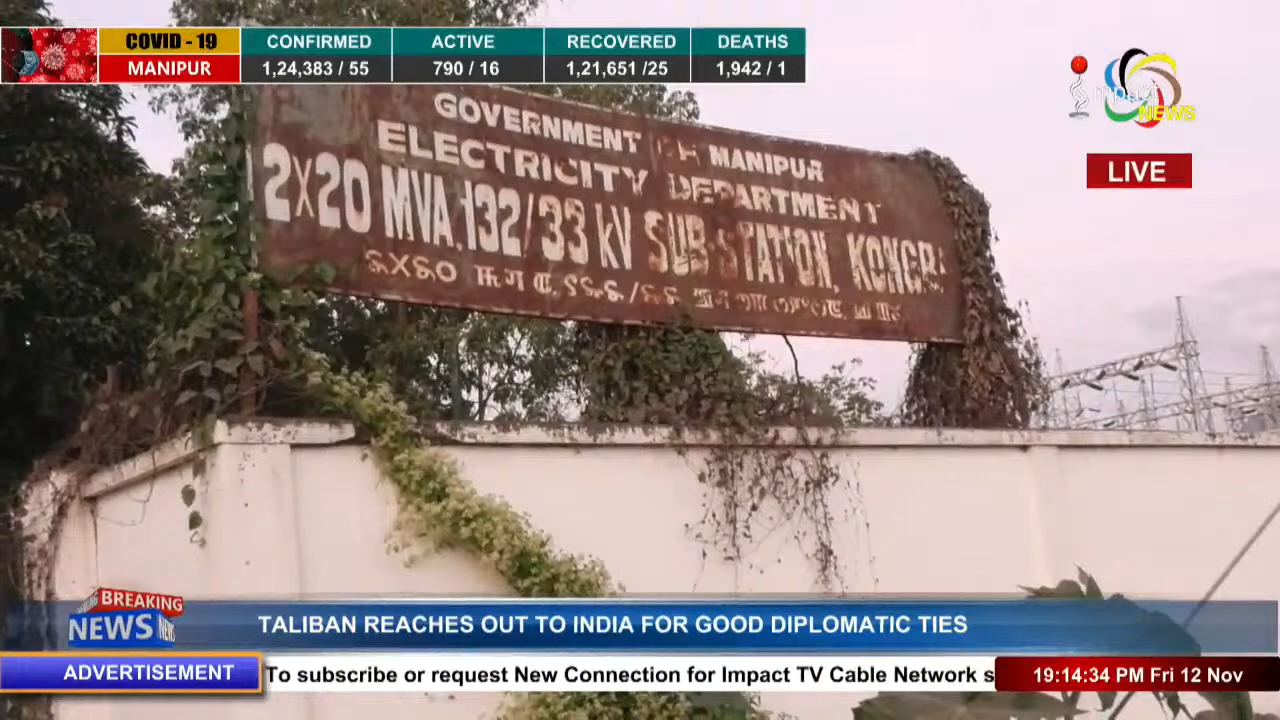 COVID - 19
MANIPUR
CONFIRMED
1,24,383 / 55
ACTIVE
790 / 16
RECOVERED
1,21,651 /25
DEATHS
1,942 / 1
Impact
NEWS
LIVE
GOVERNMENT OF MANIPUR
ELECTRICITY DEPARTMENT
2X20 MVA, 132/33 kV SUB-STATION,
BREAKING
NEWS
TALIBAN REACHES OUT TO INDIA FOR GOOD DIPLOMATIC TIES
ADVERTISEMENT
To subscribe or request New Connection for Impact TV Cable Network s
19:14:34 PM Fri 12 Nov